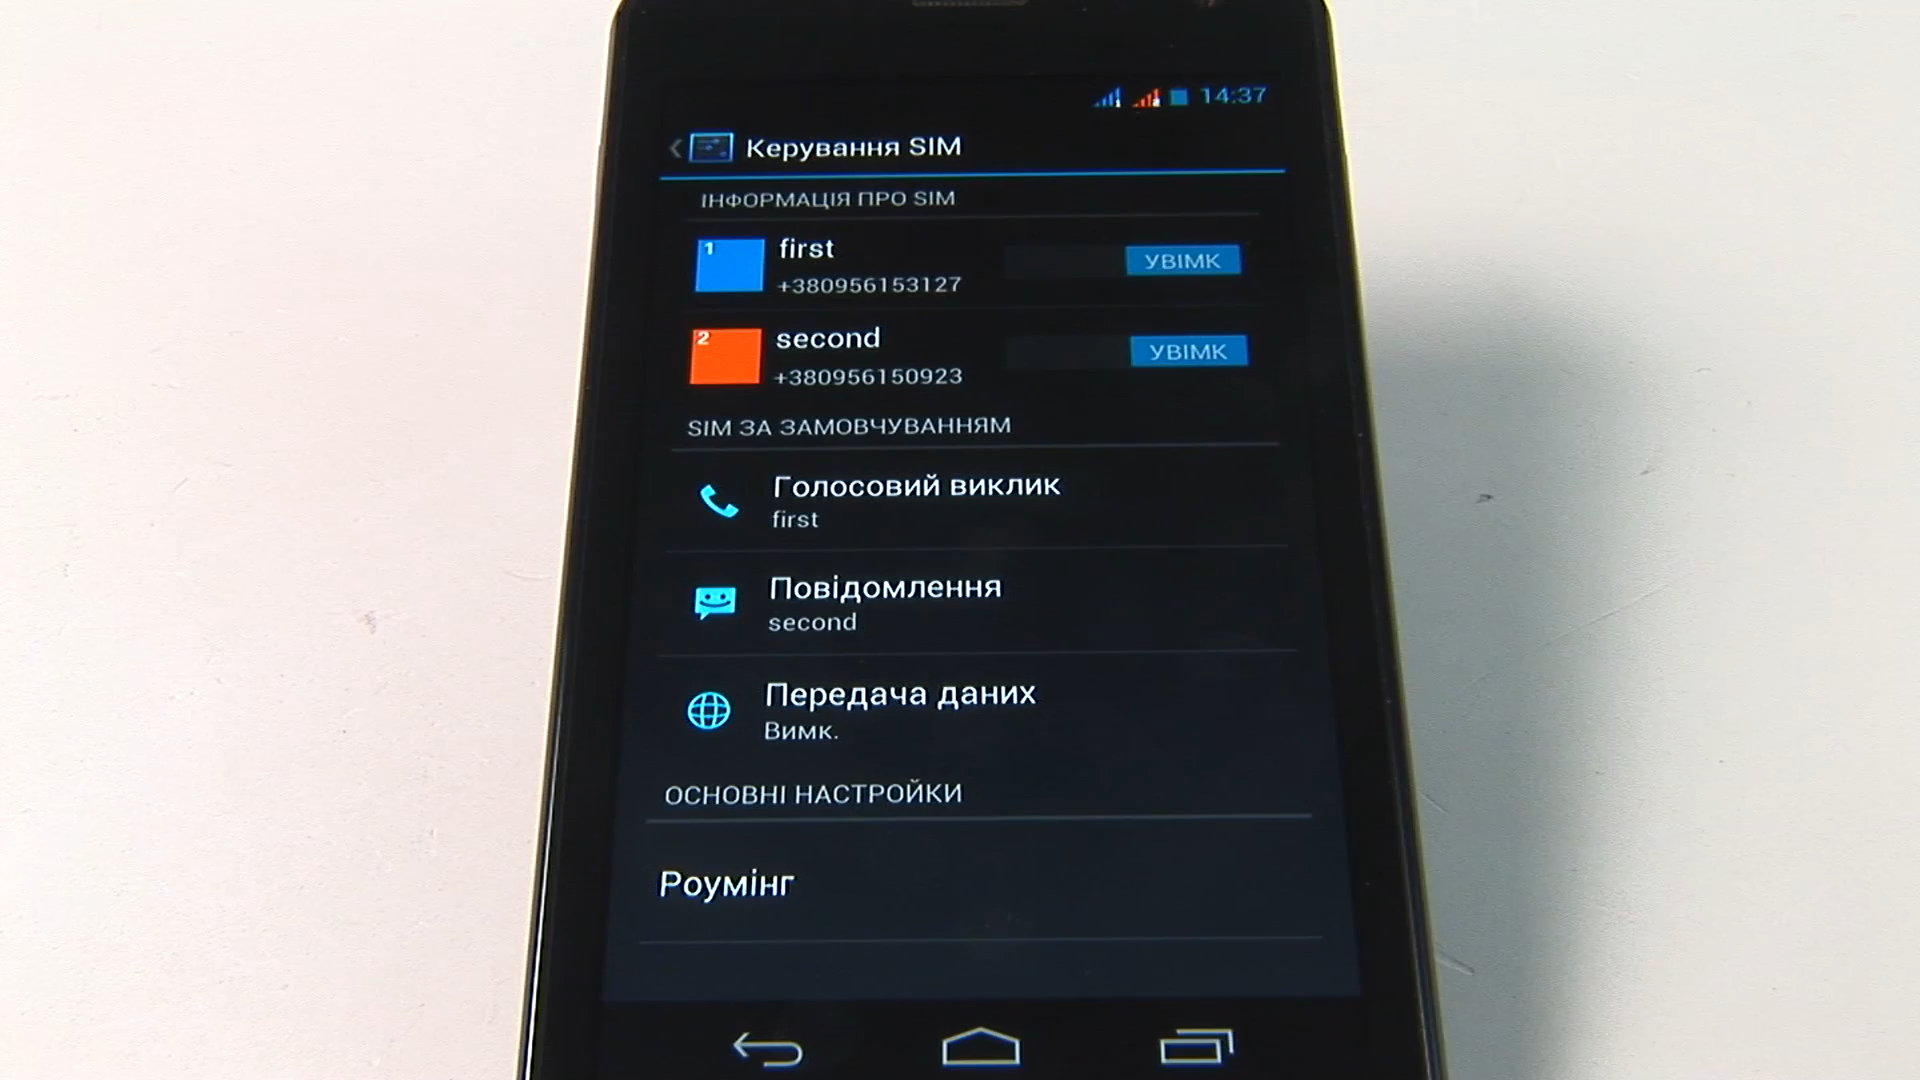 14:37
Керування SIM
ІНФОРМАЦІЯ ПРО SIM
1 first УВІМК
+380956153127
2 second УВІМК
+380956150923
SIM ЗА ЗАМОВЧУВАННЯМ
Голосовий виклик
first
Повідомлення
second
Передача даних
Вимк.
ОСНОВНІ НАСТРОЙКИ
Роумінг